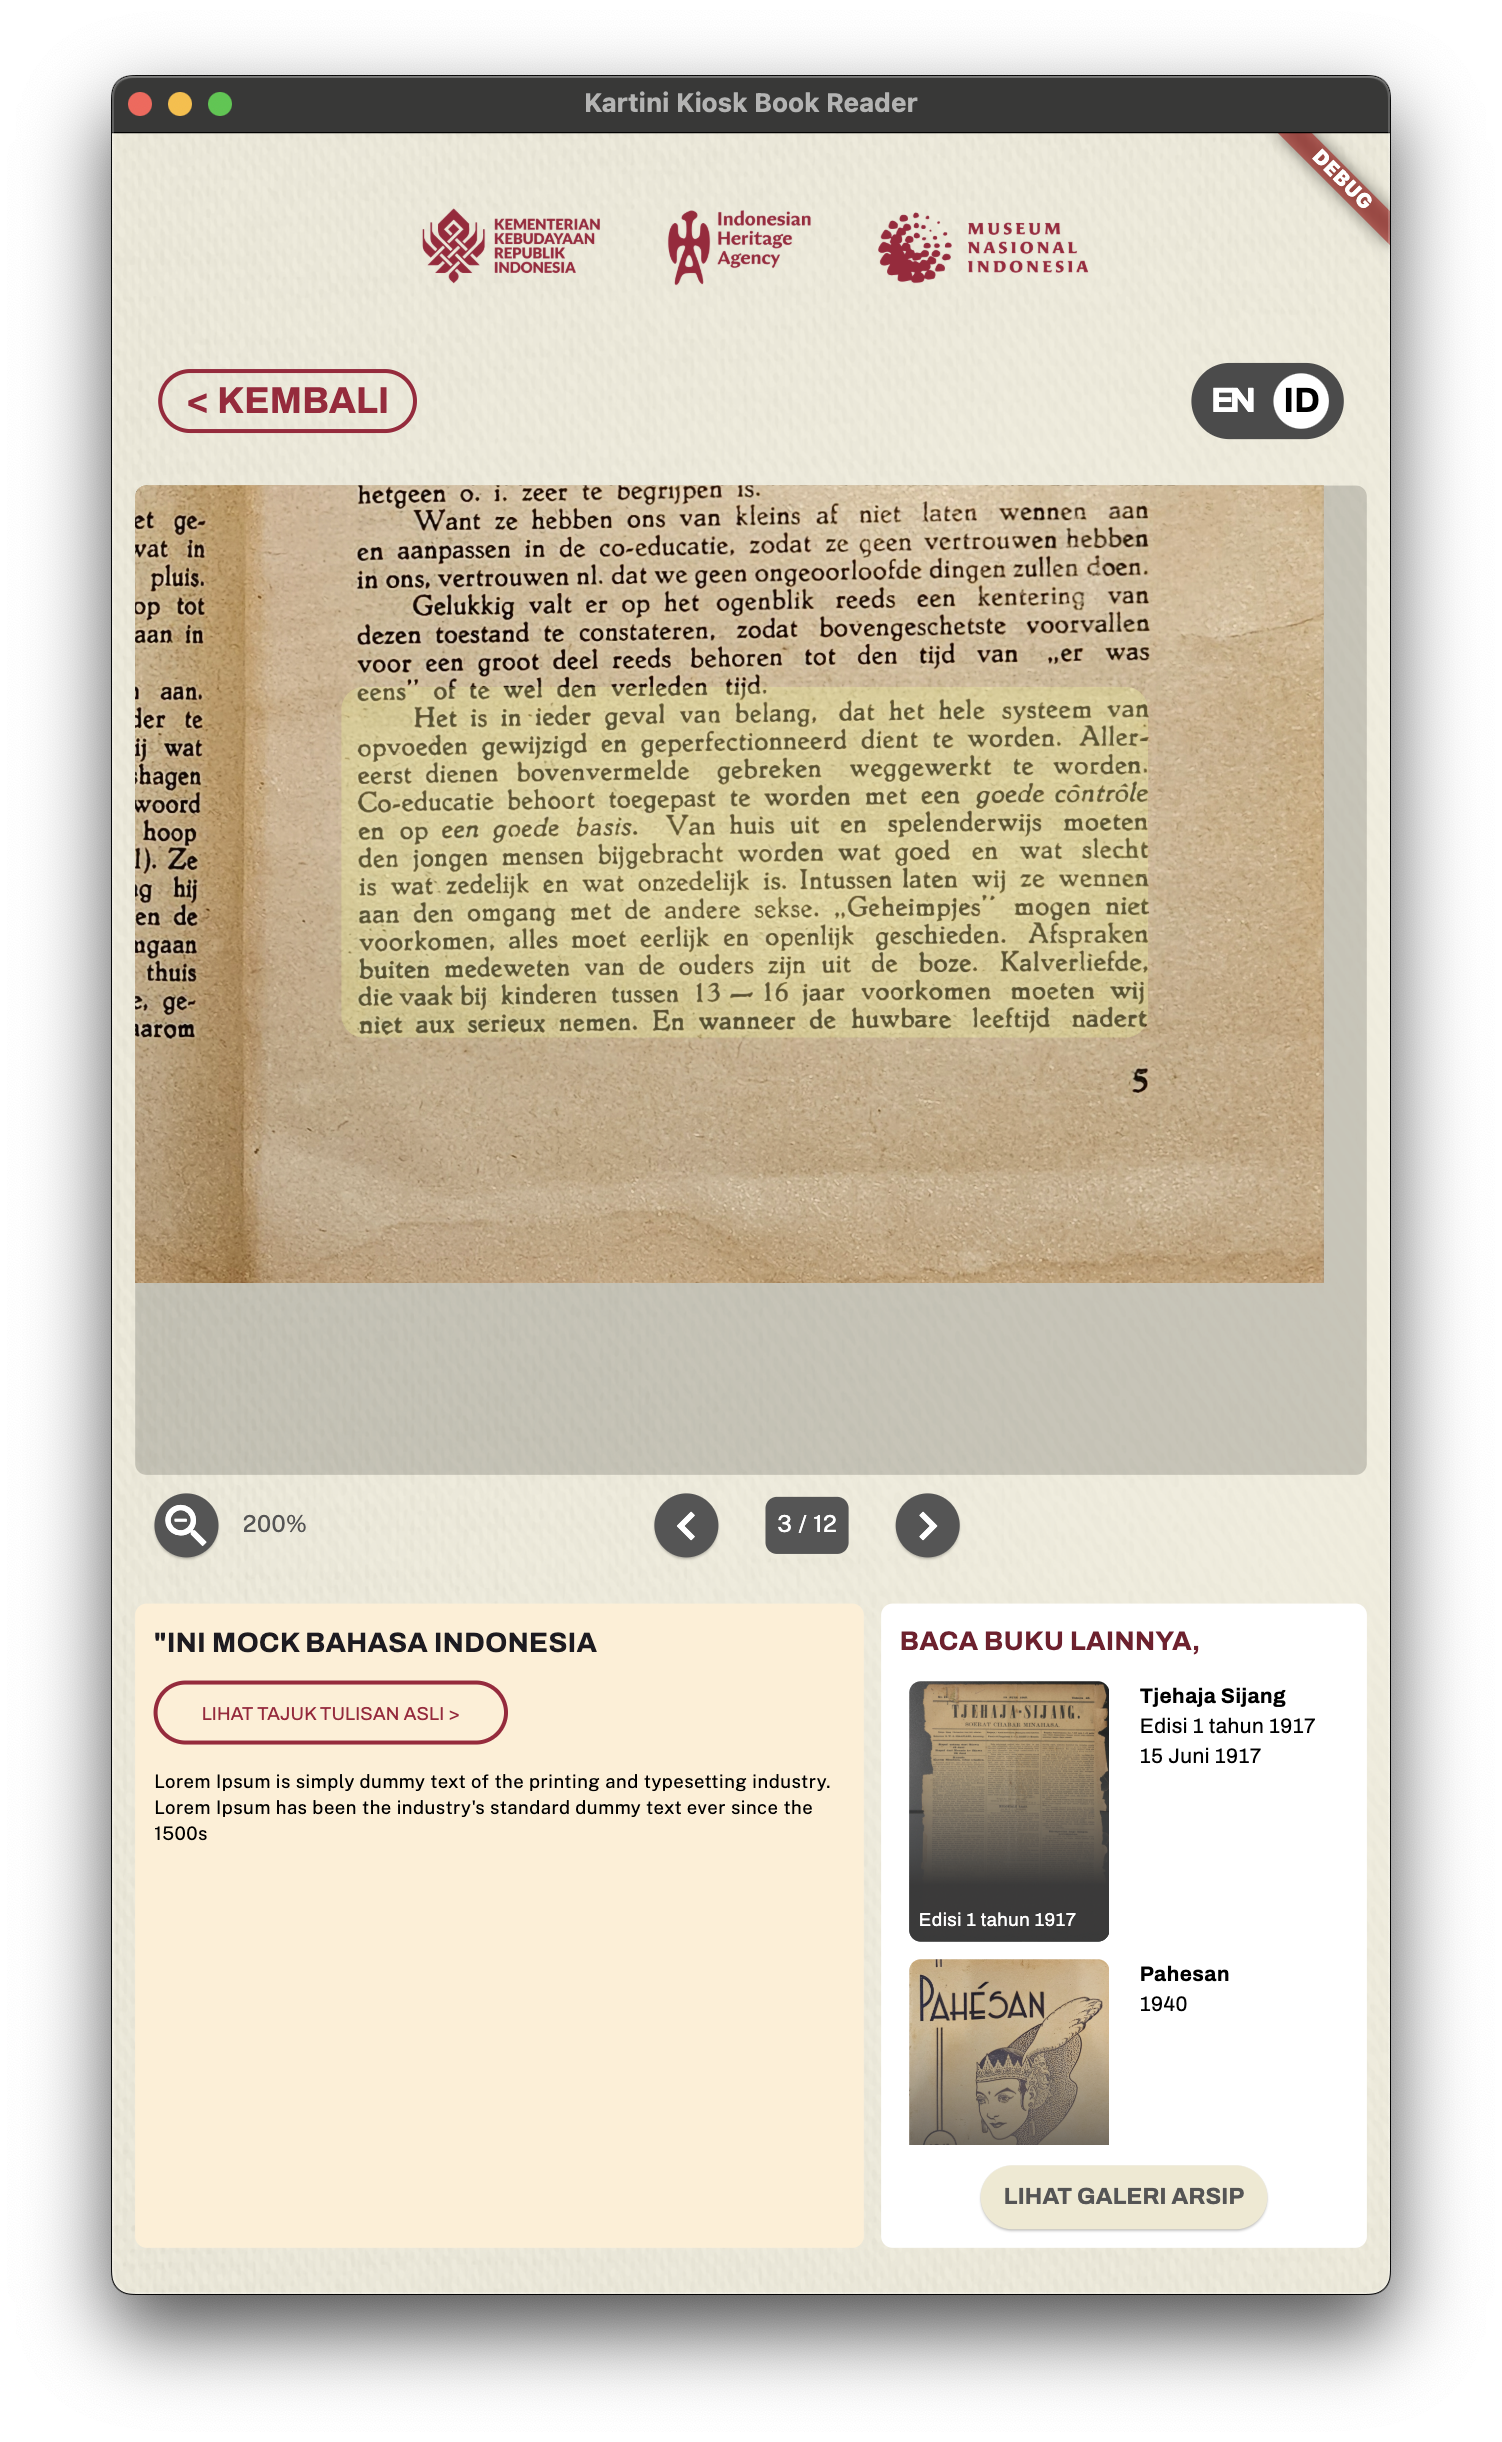 Kartini Kiosk Book Reader
DEBUG
KEMENTERIAN
KEBUDAYAAN
REPUBLIK
INDONESIA
Indonesian
Heritage
Agency
MUSEUM
NASIONAL
INDONESIA
< KEMBALI
EN ID
et ge-
vat in
pluis.
op tot
aan in
aan.
der te
ij wat
hagen
woord
hoop
l). Ze
ag hij
en de
mgaan
thuis
e, ge-
aarom
hetgeen o. i. zeer te begrijpen is.
Want ze hebben ons van kleins af niet laten wennen aan
en aanpassen in de co-educatie, zodat ze geen vertrouwen hebben
in ons, vertrouwen nl. dat we geen ongeoorloofde dingen zullen doen.
Gelukkig valt er op het ogenblik reeds een kentering van
dezen toestand te constateren, zodat bovengeschetste voorvallen
voor een groot deel reeds behoren tot den tijd van „er was
eens” of te wel den verleden tijd.
Het is in ieder geval van belang, dat het hele systeem van
opvoeden gewijzigd en geperfectionneerd dient te worden. Aller-
eerst dienen bovenvermelde gebreken weggewerkt te worden.
Co-educatie behoort toegepast te worden met een goede côntrôle
en op een goede basis. Van huis uit en spelenderwijs moeten
den jongen mensen bijgebracht worden wat goed en wat slecht
is wat zedelijk en wat onzedelijk is. Intussen laten wij ze wennen
aan den omgang met de andere sekse. „Geheimpjes” mogen niet
voorkomen, alles moet eerlijk en openlijk geschieden. Afspraken
buiten medeweten van de ouders zijn uit de boze. Kalverliefde,
die vaak bij kinderen tussen 13 — 16 jaar voorkomen moeten wij
niet aux serieux nemen. En wanneer de huwbare leeftijd nadert
5
200%
3 / 12
"INI MOCK BAHASA INDONESIA
LIHAT TAJUK TULISAN ASLI >
Lorem Ipsum is simply dummy text of the printing and typesetting industry.
Lorem Ipsum has been the industry's standard dummy text ever since the
1500s
BACA BUKU LAINNYA,
TJEHAJA-SIJANG.
SOERAT CHABAR MINAHASA.
Edisi 1 tahun 1917
Tjehaja Sijang
Edisi 1 tahun 1917
15 Juni 1917
PAHÉSAN
Pahesan
1940
LIHAT GALERI ARSIP